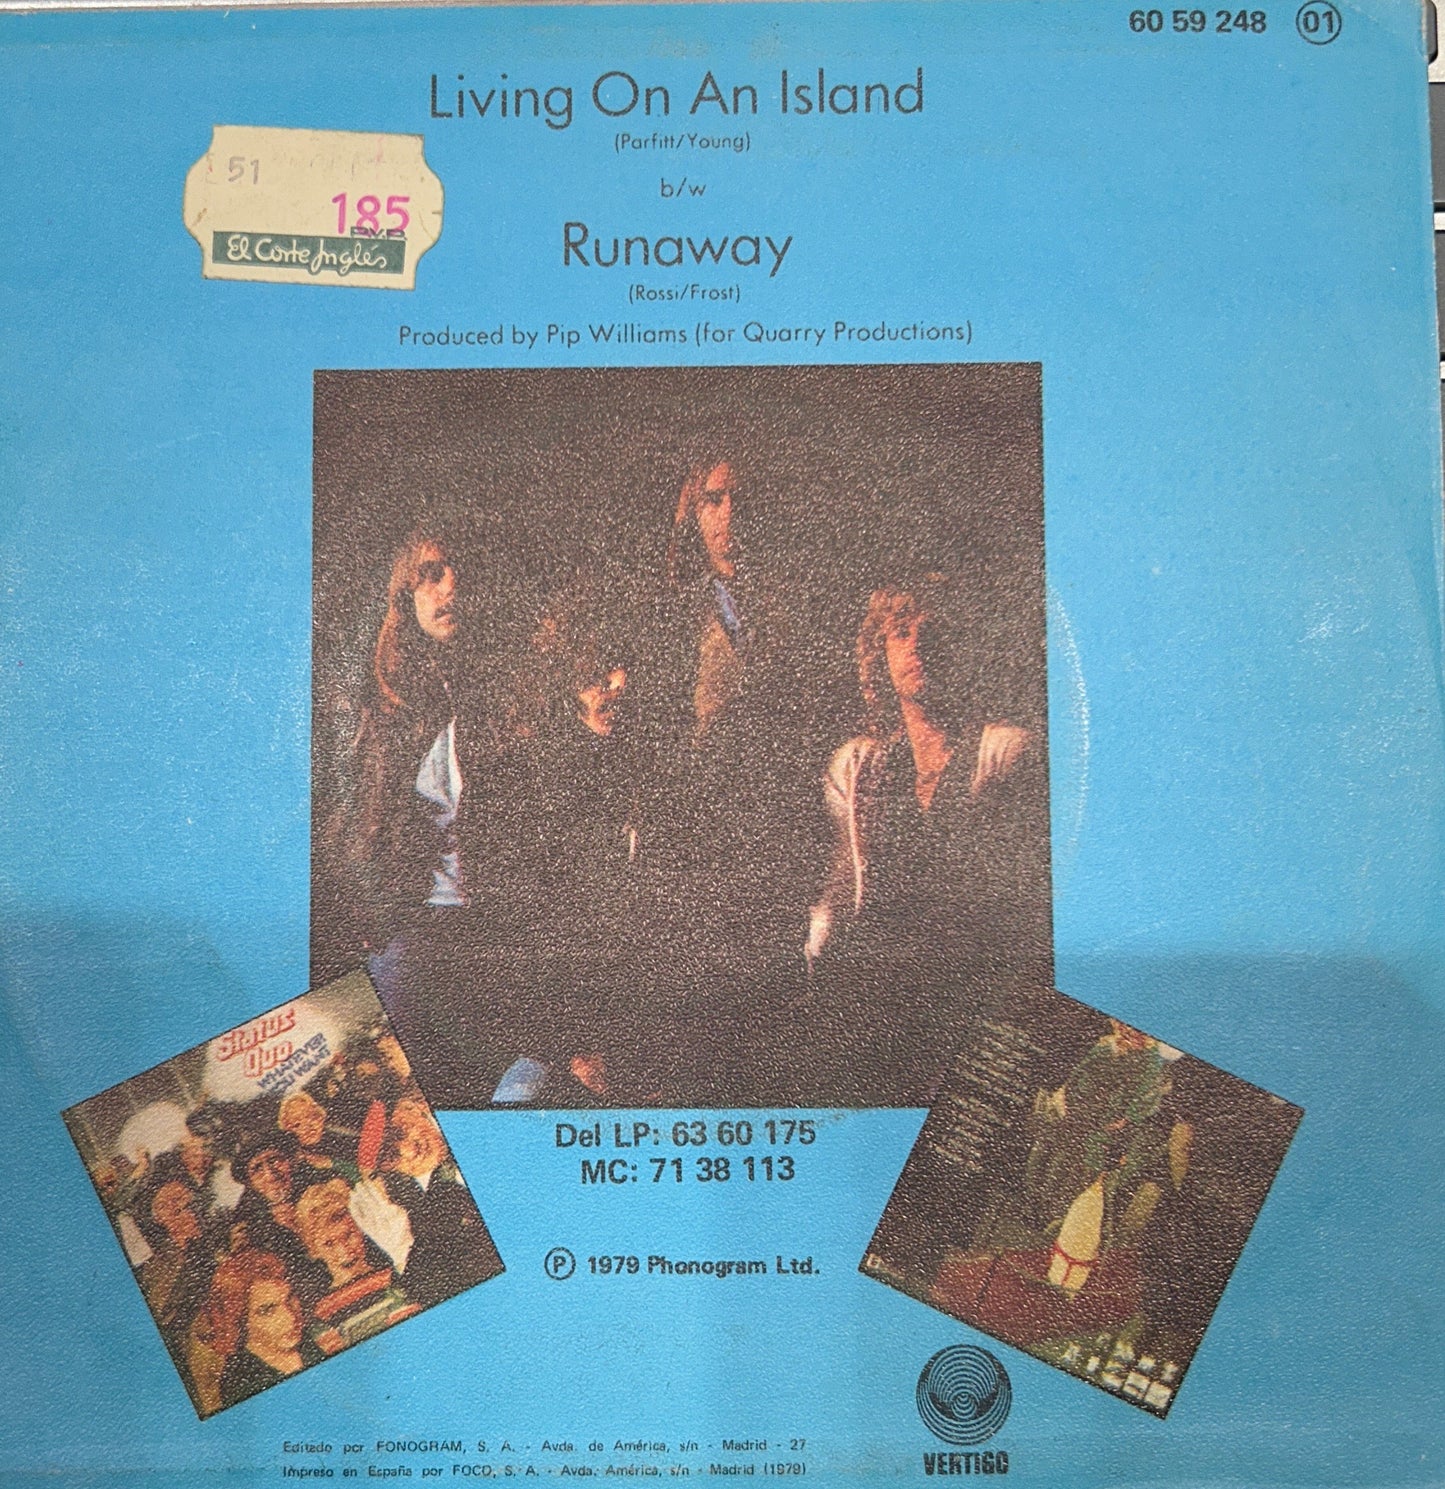 60 59 248 01
Living On An Island
(Parfitt/Young)
b/w
Runaway
(Rossi/Frost)
Produced by Pip Williams (for Quarry Productions)
51
185
P.V.P.
El Corte Inglés
Status
Quo
WHATEVER
YOU WANT
Del LP: 63 60 175
MC: 71 38 113
Ⓟ 1979 Phonogram Ltd.
VERTIGO
Editado por FONOGRAM, S. A. - Avda. de América, s/n - Madrid - 27
Impreso en España por FOCO, S. A. - Avda. América, s/n - Madrid (1979)